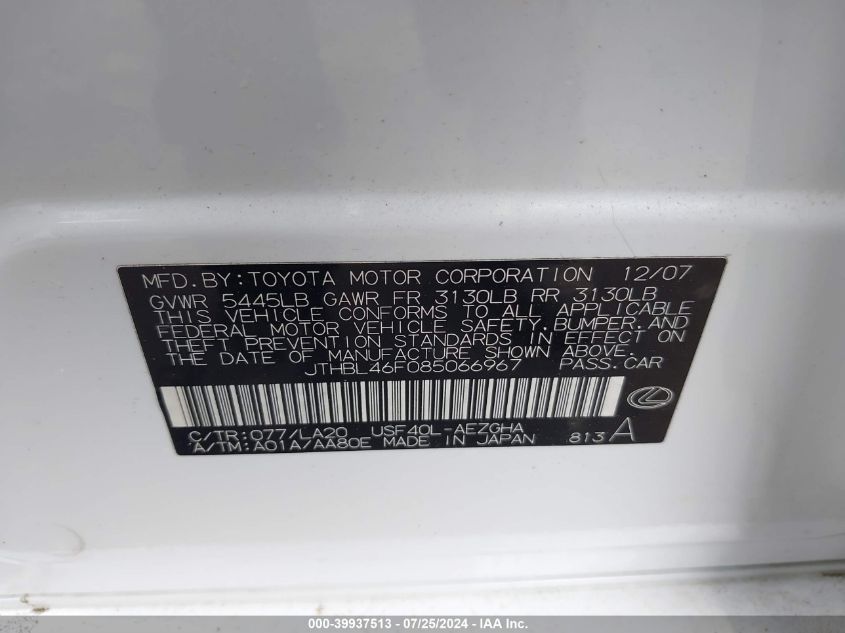 MFD. BY: TOYOTA MOTOR CORPORATION 12/07
GVWR 5445LB GAWR FR 3130LB RR 3130LB
THIS VEHICLE CONFORMS TO ALL APPLICABLE
FEDERAL MOTOR VEHICLE SAFETY, BUMPER, AND
THEFT PREVENTION STANDARDS IN EFFECT ON
THE DATE OF MANUFACTURE SHOWN ABOVE.
JTHBL46F085066967 PASS. CAR
C/TR: 077/LA20 USF40L-AEZGHA
A/TM: A01A/AA80E MADE IN JAPAN 813 A
000-39937513 - 07/25/2024 - IAA Inc.